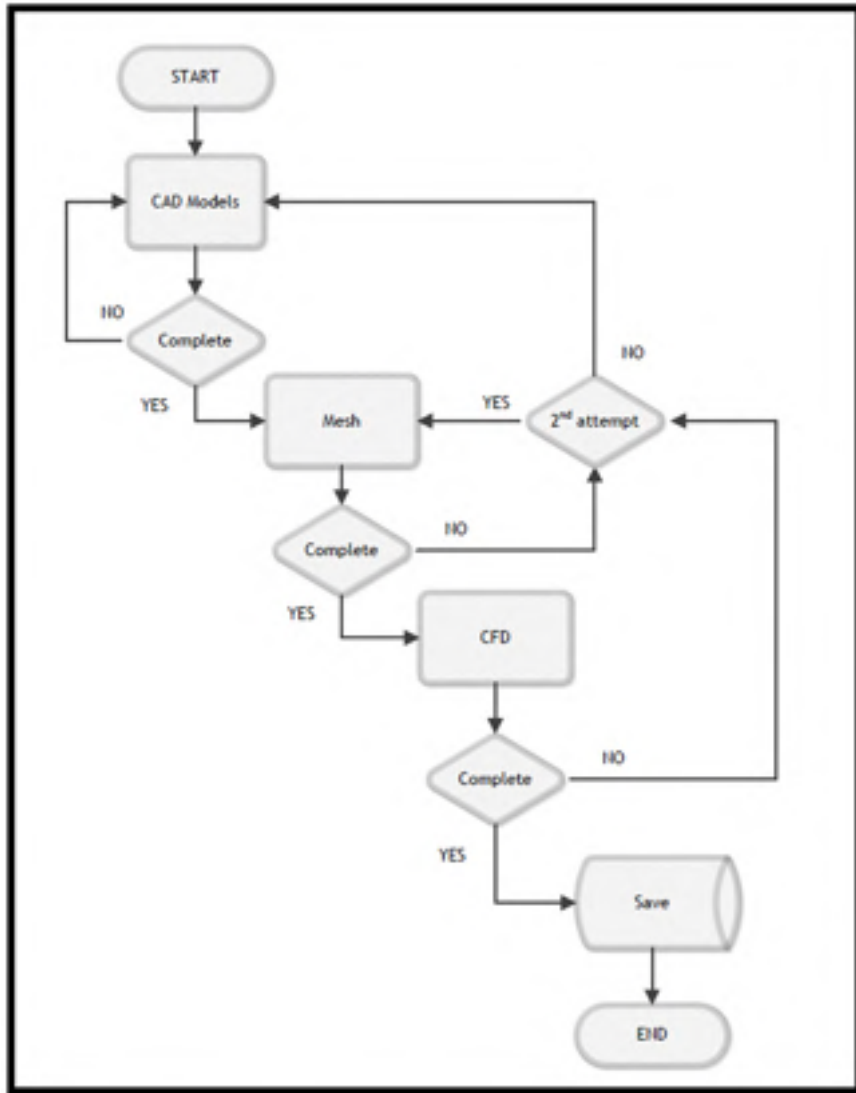 START
CAD Models
NO
Complete
YES
Mesh
YES
2nd attempt
NO
Complete
NO
YES
CFD
Complete
NO
YES
Save
END